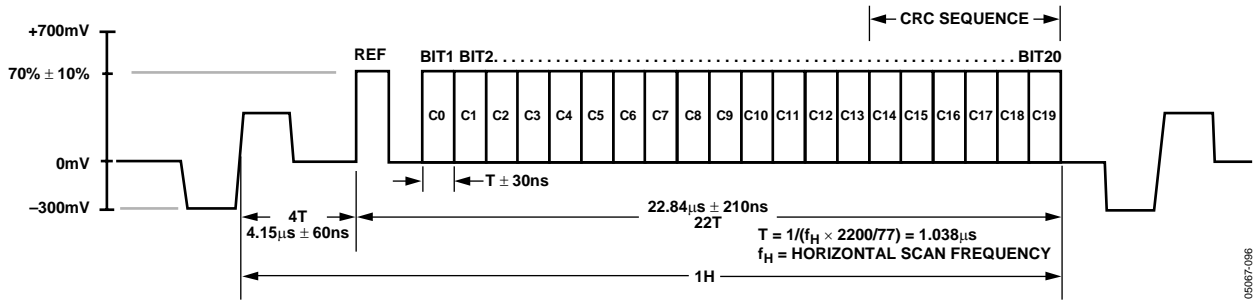 CRC SEQUENCE
+700mV
REF
BIT1 BIT2. . . . . . . . . . . . . . . . . . . . . . . . . . . . . . . . . . . . . . . . . . . . . . . . . . . . . . . . . . . . BIT20
70% ± 10%
C0 C1 C2 C3 C4 C5 C6 C7 C8 C9 C10 C11 C12 C13 C14 C15 C16 C17 C18 C19
0mV
T ± 30ns
–300mV
4T
4.15µs ± 60ns
22.84µs ± 210ns
22T
T = 1/(fH × 2200/77) = 1.038µs
fH = HORIZONTAL SCAN FREQUENCY
1H
05067-096